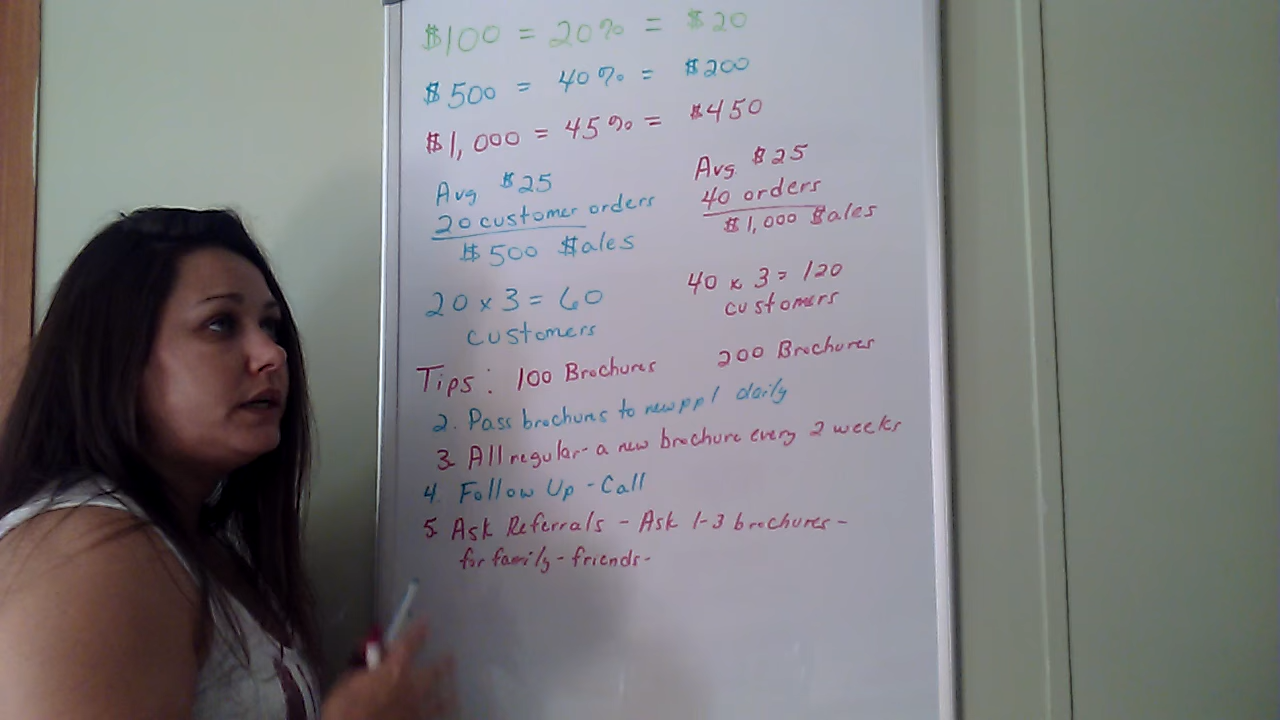 $100 = 20% = $20
$500 = 40% = $200
$1,000 = 45% = $450
Avg $25
20 customer orders
$500 $ales
Avg $25
40 orders
$1,000 $ales
20 x 3 = 60
customers
40 x 3 = 120
customers
Tips: 100 Brochures 200 Brochures
2. Pass brochures to new ppl daily
3. All regular - a new brochure every 2 weeks
4. Follow Up - Call
5. Ask Referrals - Ask 1-3 brochures -
for family - friends -